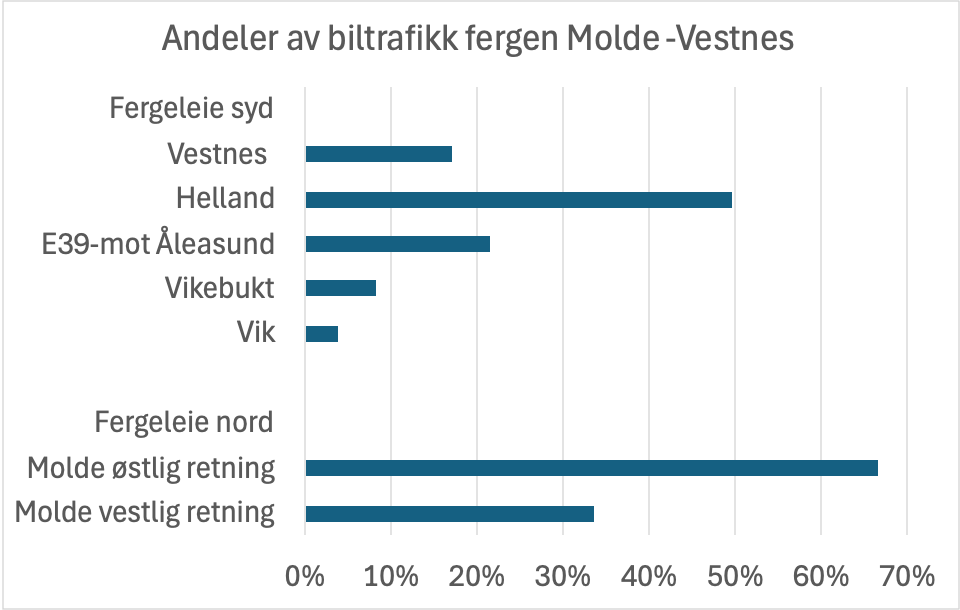 Andeler av biltrafikk fergen Molde-Vestnes
Fergeleie syd
Vestnes
Helland
E39-mot Åleasund
Vikebukt
Vik
Fergeleie nord
Molde østlig retning
Molde vestlig retning
0% 10% 20% 30% 40% 50% 60% 70%